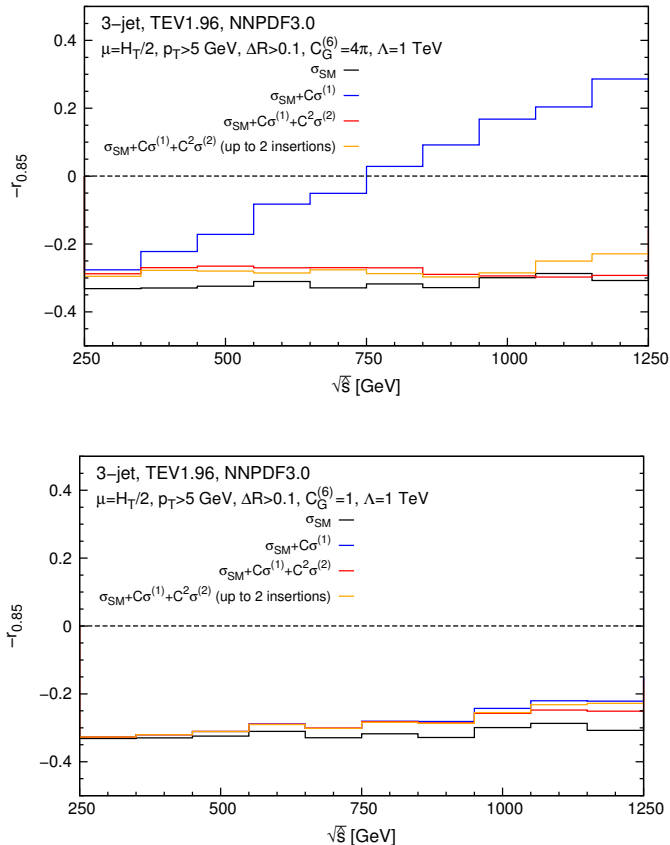 3-jet, TEV1.96, NNPDF3.0
μ=H_T/2, p_T>5 GeV, ΔR>0.1, C_G^(6)=4π, Λ=1 TeV
σ_SM
σ_SM+Cσ^(1)
σ_SM+Cσ^(1)+C^2σ^(2)
σ_SM+Cσ^(1)+C^2σ^(2) (up to 2 insertions)
0.4
0.2
0
−0.2
−0.4
−r_0.85
250 500 750 1000 1250
√ŝ [GeV]
3-jet, TEV1.96, NNPDF3.0
μ=H_T/2, p_T>5 GeV, ΔR>0.1, C_G^(6)=1, Λ=1 TeV
σ_SM
σ_SM+Cσ^(1)
σ_SM+Cσ^(1)+C^2σ^(2)
σ_SM+Cσ^(1)+C^2σ^(2) (up to 2 insertions)
0.4
0.2
0
−0.2
−0.4
−r_0.85
250 500 750 1000 1250
√ŝ [GeV]